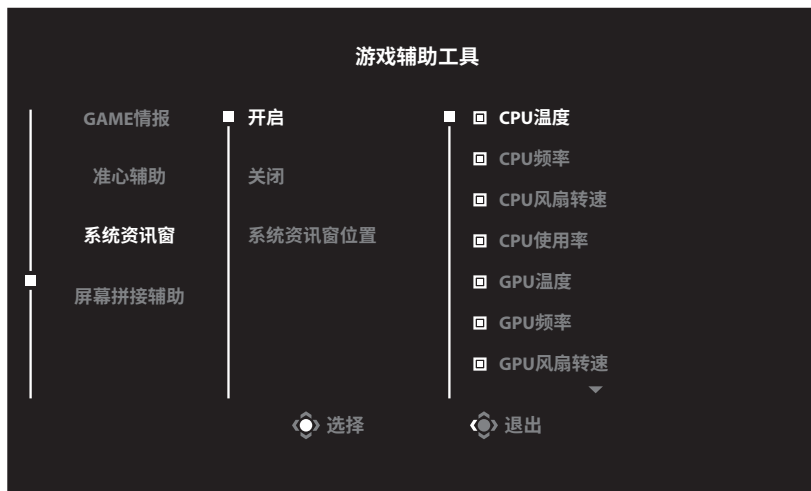 游戏辅助工具
GAME情报
准心辅助
系统资讯窗
屏幕拼接辅助
开启
关闭
系统资讯窗位置
CPU温度
CPU频率
CPU风扇转速
CPU使用率
GPU温度
GPU频率
GPU风扇转速
选择
退出